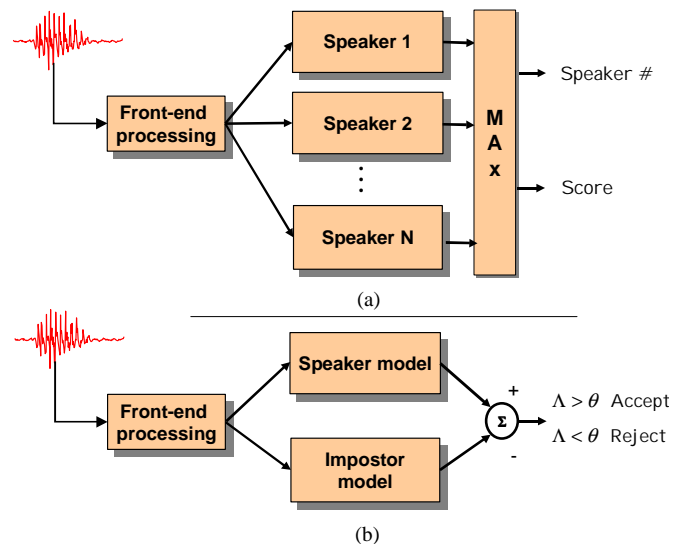 Speaker 1
Front-end
processing
Speaker 2
⋮
Speaker N
M
A
x
Speaker #
Score
(a)
Speaker model
Front-end
processing
Impostor
model
+
Σ
-
Λ > θ Accept
Λ < θ Reject
(b)